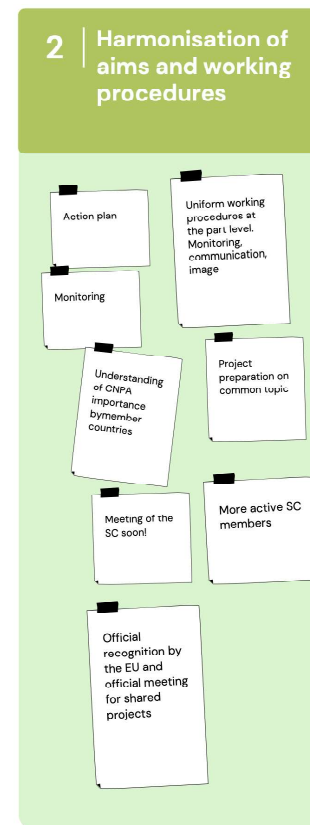 2
Harmonisation of
aims and working
procedures
Action plan
Uniform working
procedures at
the part level.
Monitoring,
communication,
image
Monitoring
Understanding
of CNPA
importance
bymember
countries
Project
preparation on
common topic
Meeting of the
SC soon!
More active SC
members
Official
recognition by
the EU and
official meeting
for shared
projects